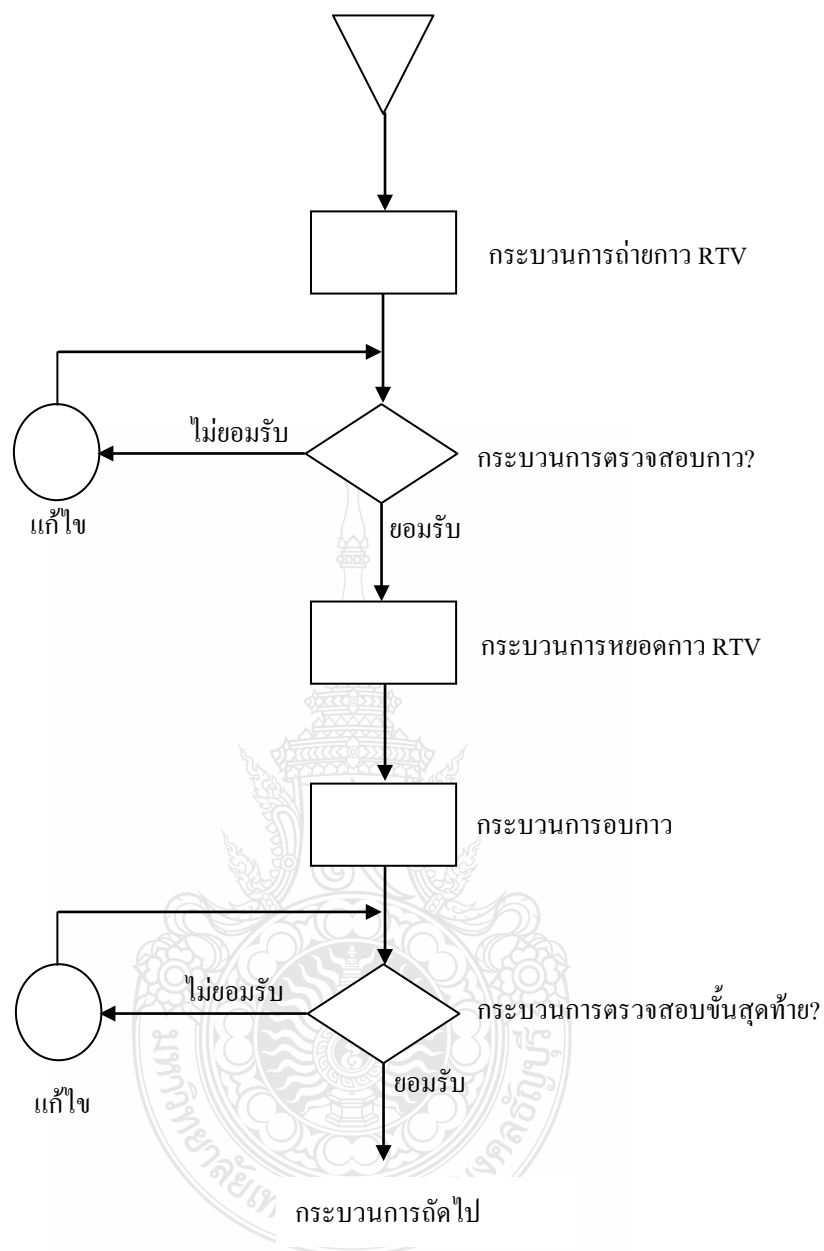 กระบวนการถ่ายกาว RTV
ไม่ยอมรับ
กระบวนการตรวจสอบกาว?
แก้ไข
ยอมรับ
กระบวนการหยอดกาว RTV
กระบวนการอบกาว
ไม่ยอมรับ
กระบวนการตรวจสอบขั้นสุดท้าย?
ยอมรับ
แก้ไข
กระบวนการถัดไป